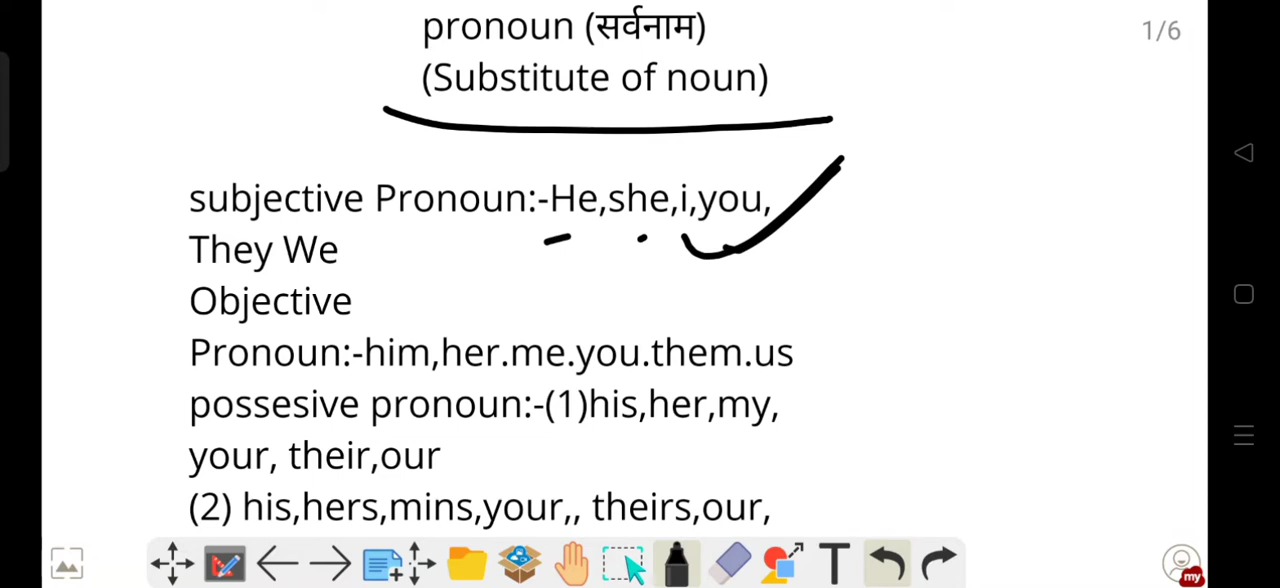 pronoun (सर्वनाम)
1/6
(Substitute of noun)
subjective Pronoun:-He,she,i,you,
They We
Objective
Pronoun:-him,her.me.you.them.us
possesive pronoun:-(1)his,her,my,
your, their,our
(2) his,hers,mins,your,, theirs,our,
T
my